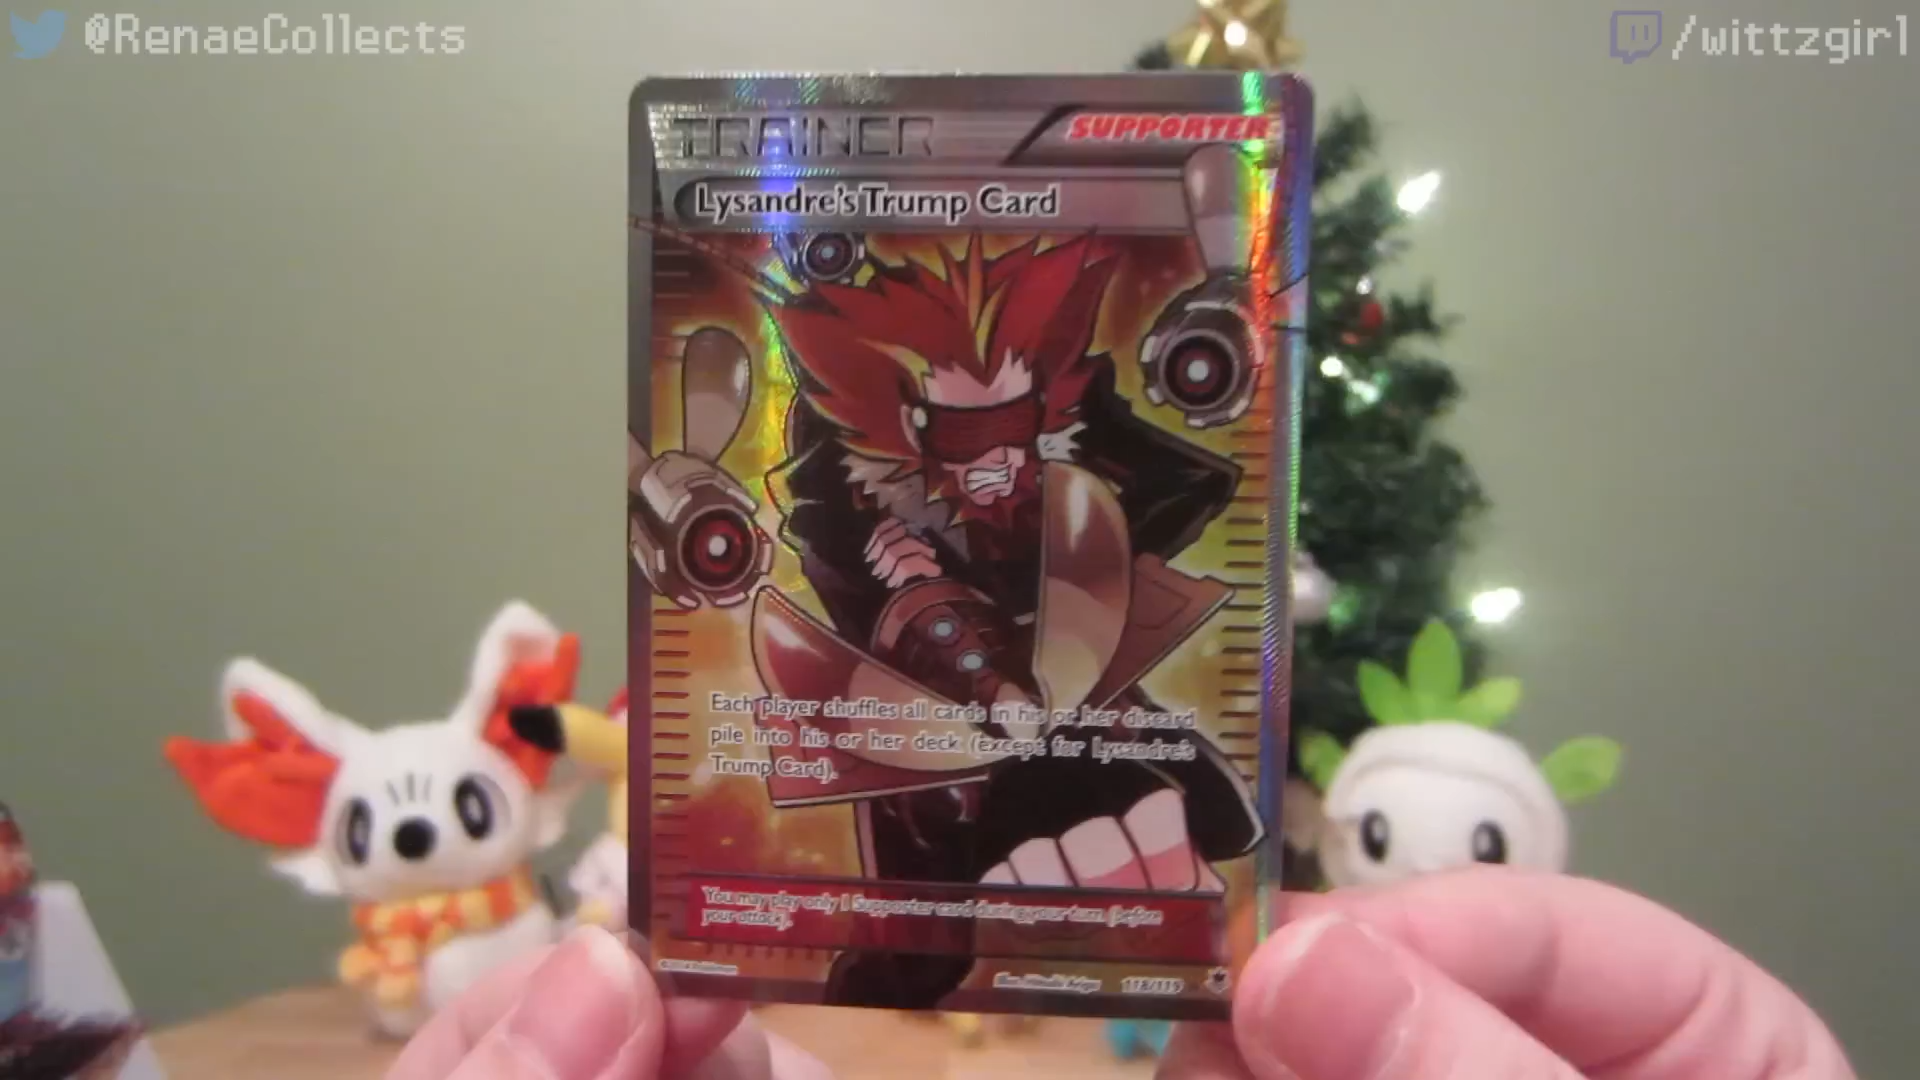 @RenaeCollects
/wittzgirl
TRAINER
SUPPORTER
Lysandre's Trump Card
Each player shuffles all cards in his or her discard
pile into his or her deck (except for Lysandre's
Trump Card).
You may play only 1 Supporter card during your turn (before
your attack).
©2014 Pokémon
118/119